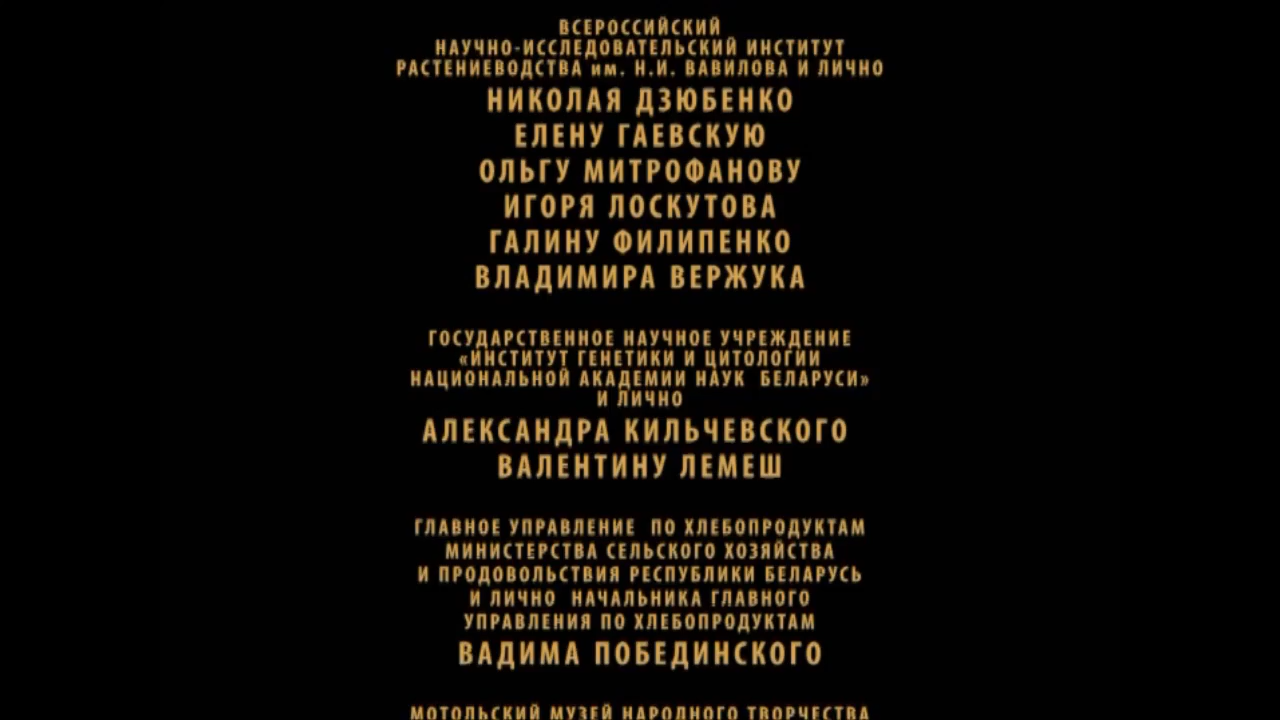 ВСЕРОССИЙСКИЙ
НАУЧНО-ИССЛЕДОВАТЕЛЬСКИЙ ИНСТИТУТ
РАСТЕНИЕВОДСТВА им. Н.И. ВАВИЛОВА И ЛИЧНО
НИКОЛАЯ ДЗЮБЕНКО
ЕЛЕНУ ГАЕВСКУЮ
ОЛЬГУ МИТРОФАНОВУ
ИГОРЯ ЛОСКУТОВА
ГАЛИНУ ФИЛИПЕНКО
ВЛАДИМИРА ВЕРЖУКА
ГОСУДАРСТВЕННОЕ НАУЧНОЕ УЧРЕЖДЕНИЕ
«ИНСТИТУТ ГЕНЕТИКИ И ЦИТОЛОГИИ
НАЦИОНАЛЬНОЙ АКАДЕМИИ НАУК БЕЛАРУСИ»
И ЛИЧНО
АЛЕКСАНДРА КИЛЬЧЕВСКОГО
ВАЛЕНТИНУ ЛЕМЕШ
ГЛАВНОЕ УПРАВЛЕНИЕ ПО ХЛЕБОПРОДУКТАМ
МИНИСТЕРСТВА СЕЛЬСКОГО ХОЗЯЙСТВА
И ПРОДОВОЛЬСТВИЯ РЕСПУБЛИКИ БЕЛАРУСЬ
И ЛИЧНО НАЧАЛЬНИКА ГЛАВНОГО
УПРАВЛЕНИЯ ПО ХЛЕБОПРОДУКТАМ
ВАДИМА ПОБЕДИНСКОГО
МОТОЛЬСКИЙ МУЗЕЙ НАРОДНОГО ТВОРЧЕСТВА